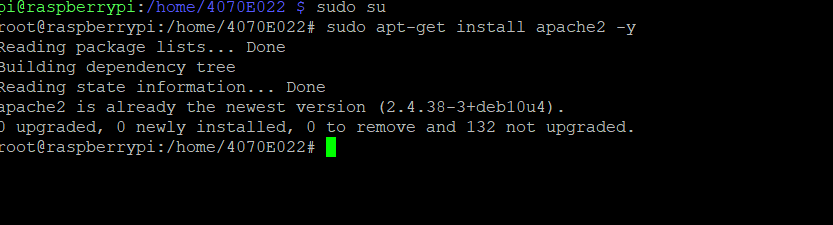 pi@raspberrypi:/home/4070E022 $ sudo su
root@raspberrypi:/home/4070E022# sudo apt-get install apache2 -y
Reading package lists... Done
Building dependency tree
Reading state information... Done
apache2 is already the newest version (2.4.38-3+deb10u4).
0 upgraded, 0 newly installed, 0 to remove and 132 not upgraded.
root@raspberrypi:/home/4070E022#